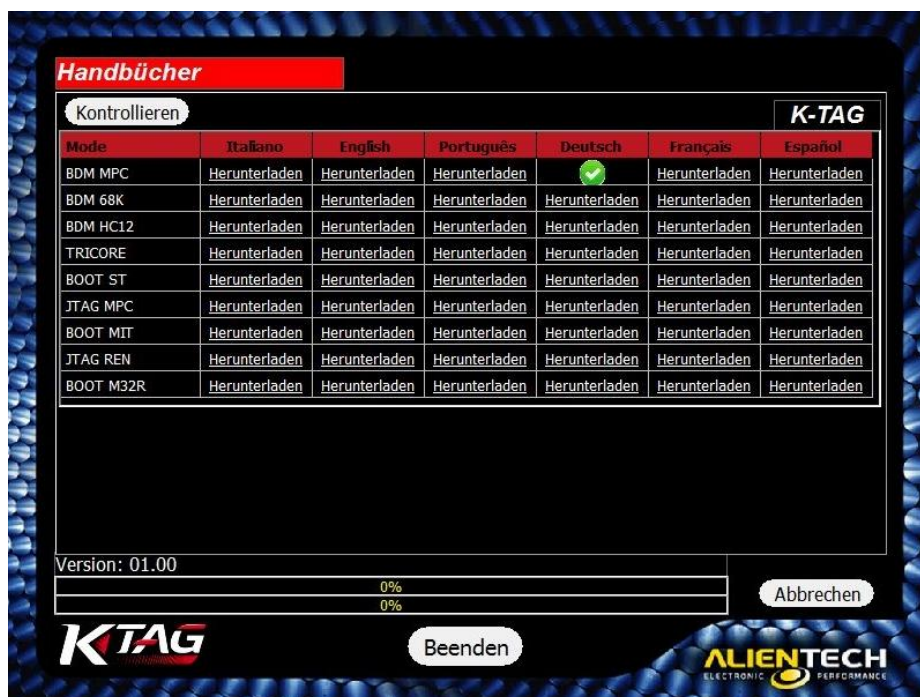 Handbücher
Kontrollieren K-TAG
Mode Italiano English Português Deutsch Français Español
BDM MPC Herunterladen Herunterladen Herunterladen Herunterladen Herunterladen
BDM 68K Herunterladen Herunterladen Herunterladen Herunterladen Herunterladen Herunterladen
BDM HC12 Herunterladen Herunterladen Herunterladen Herunterladen Herunterladen Herunterladen
TRICORE Herunterladen Herunterladen Herunterladen Herunterladen Herunterladen Herunterladen
BOOT ST Herunterladen Herunterladen Herunterladen Herunterladen Herunterladen Herunterladen
JTAG MPC Herunterladen Herunterladen Herunterladen Herunterladen Herunterladen Herunterladen
BOOT MIT Herunterladen Herunterladen Herunterladen Herunterladen Herunterladen Herunterladen
JTAG REN Herunterladen Herunterladen Herunterladen Herunterladen Herunterladen Herunterladen
BOOT M32R Herunterladen Herunterladen Herunterladen Herunterladen Herunterladen Herunterladen
Version: 01.00
0%
0%
Abbrechen
KTAG
Beenden
ALIENTECH
ELECTRONIC PERFORMANCE